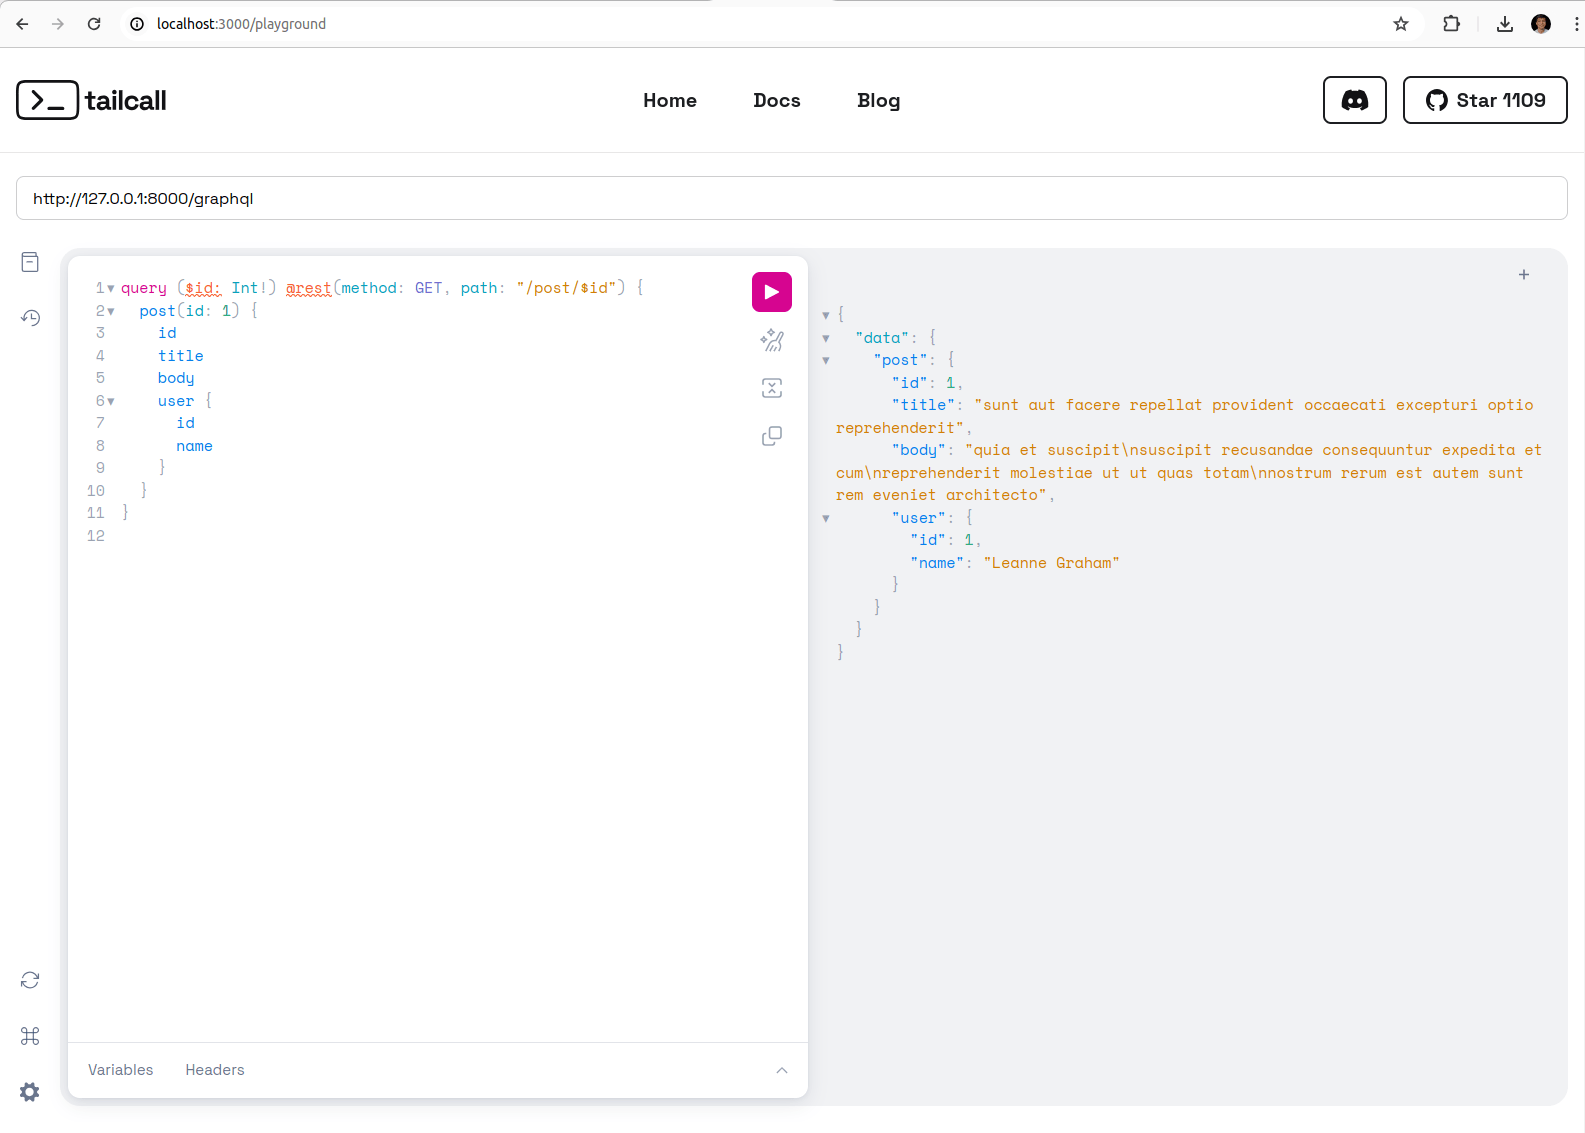 localhost:3000/playground
>_ tailcall
Home Docs Blog
Star 1109
http://127.0.0.1:8000/graphql
1 query ($id: Int!) @rest(method: GET, path: "/post/$id") {
2 post(id: 1) {
3 id
4 title
5 body
6 user {
7 id
8 name
9 }
10 }
11 }
12
Variables Headers
{
"data": {
"post": {
"id": 1,
"title": "sunt aut facere repellat provident occaecati excepturi optio
reprehenderit",
"body": "quia et suscipit\nsuscipit recusandae consequuntur expedita et
cum\nreprehenderit molestiae ut ut quas totam\nnostrum rerum est autem sunt
rem eveniet architecto",
"user": {
"id": 1,
"name": "Leanne Graham"
}
}
}
}